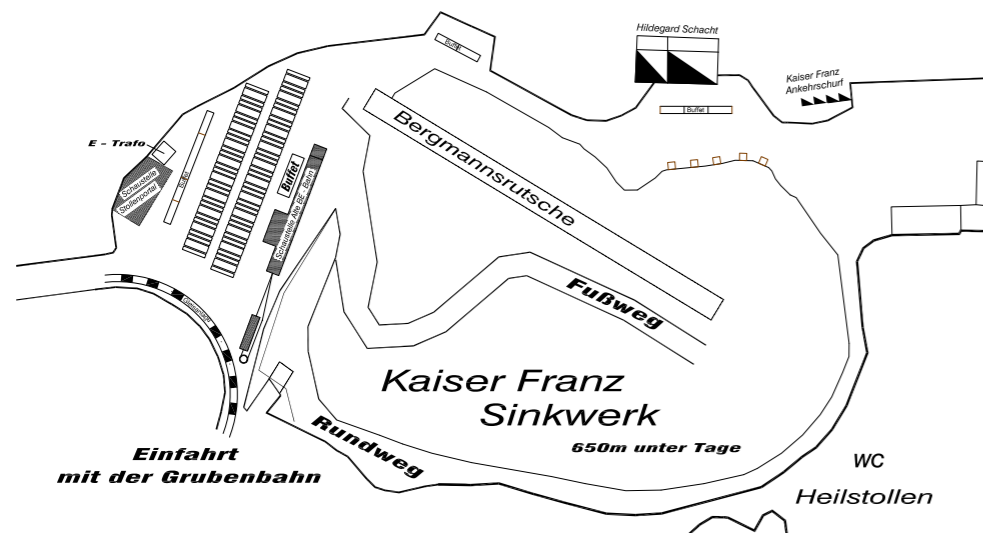 Hildegard Schacht
Buffet
Kaiser Franz
Ankehrschurf
Buffet
E - Trafo
Bergmannsrutsche
Schaustelle
Stollenportal
Buffet
Buffet
Schaustelle Alte BE - Bahn
Fußweg
Kaiser Franz
Sinkwerk
650m unter Tage
Rundweg
Einfahrt
mit der Grubenbahn
WC
Heilstollen